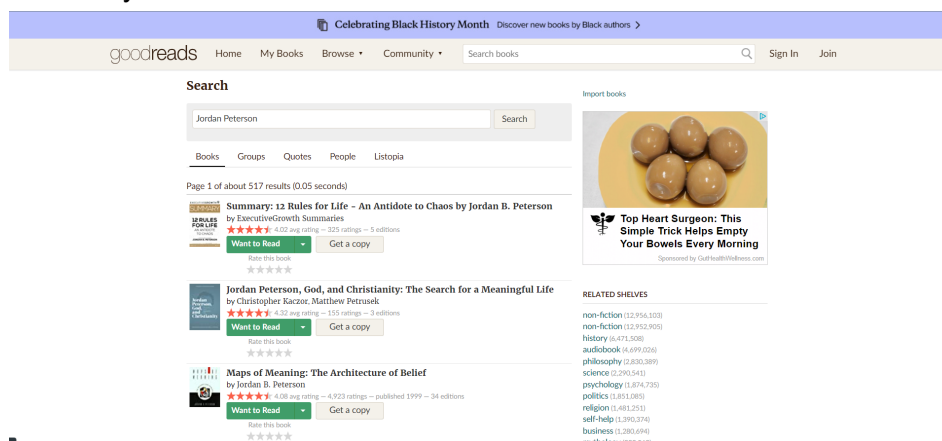 Celebrating Black History Month Discover new books by Black authors >
goodreads Home My Books Browse ▾ Community ▾ Search books Sign In Join
Search
Import books
Jordan Peterson Search
Books Groups Quotes People Listopia
Page 1 of about 517 results (0.05 seconds)
Summary: 12 Rules for Life - An Antidote to Chaos by Jordan B. Peterson
by ExecutiveGrowth Summaries
4.02 avg rating — 325 ratings — 5 editions
Want to Read Get a copy
Rate this book
SUMMARY
12 RULES
FOR LIFE
Jordan Peterson, God, and Christianity: The Search for a Meaningful Life
by Christopher Kaczor, Matthew Petrusek
4.32 avg rating — 155 ratings — 3 editions
Want to Read Get a copy
Rate this book
Jordan
Peterson,
God,
and
Christianity
Maps of Meaning: The Architecture of Belief
by Jordan B. Peterson
4.08 avg rating — 4,923 ratings — published 1999 — 34 editions
Want to Read Get a copy
Rate this book
Top Heart Surgeon: This
Simple Trick Helps Empty
Your Bowels Every Morning
Sponsored by GutHealthWellness.com
RELATED SHELVES
non-fiction (12,956,103)
non-fiction (12,952,905)
history (6,471,508)
audiobook (4,699,026)
philosophy (2,830,389)
science (2,290,541)
psychology (1,874,735)
politics (1,851,085)
religion (1,481,251)
self-help (1,390,374)
business (1,280,694)